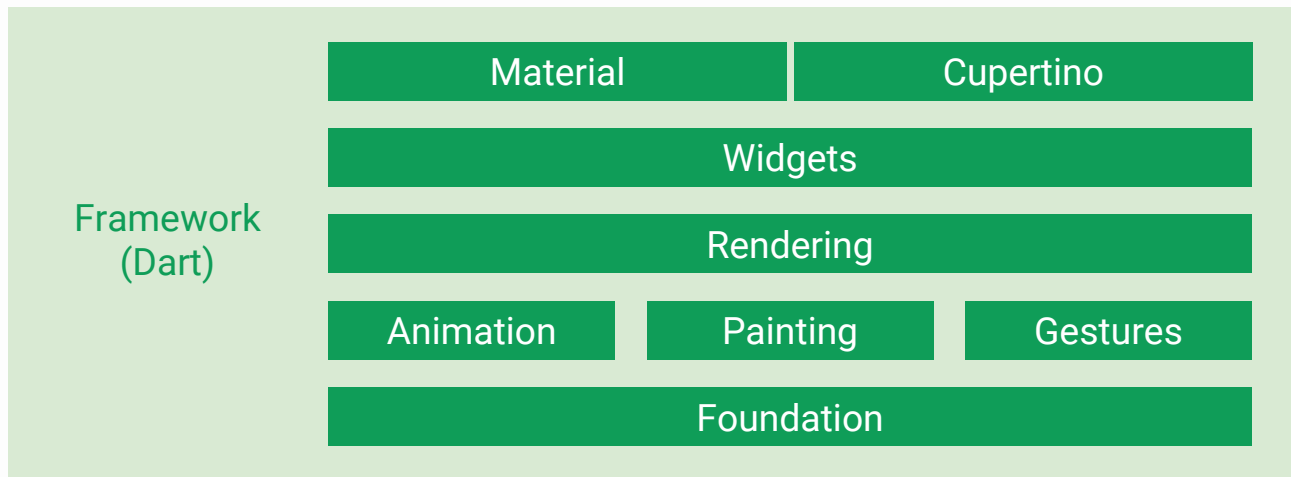 Material
Cupertino
Widgets
Framework
(Dart)
Rendering
Animation
Painting
Gestures
Foundation